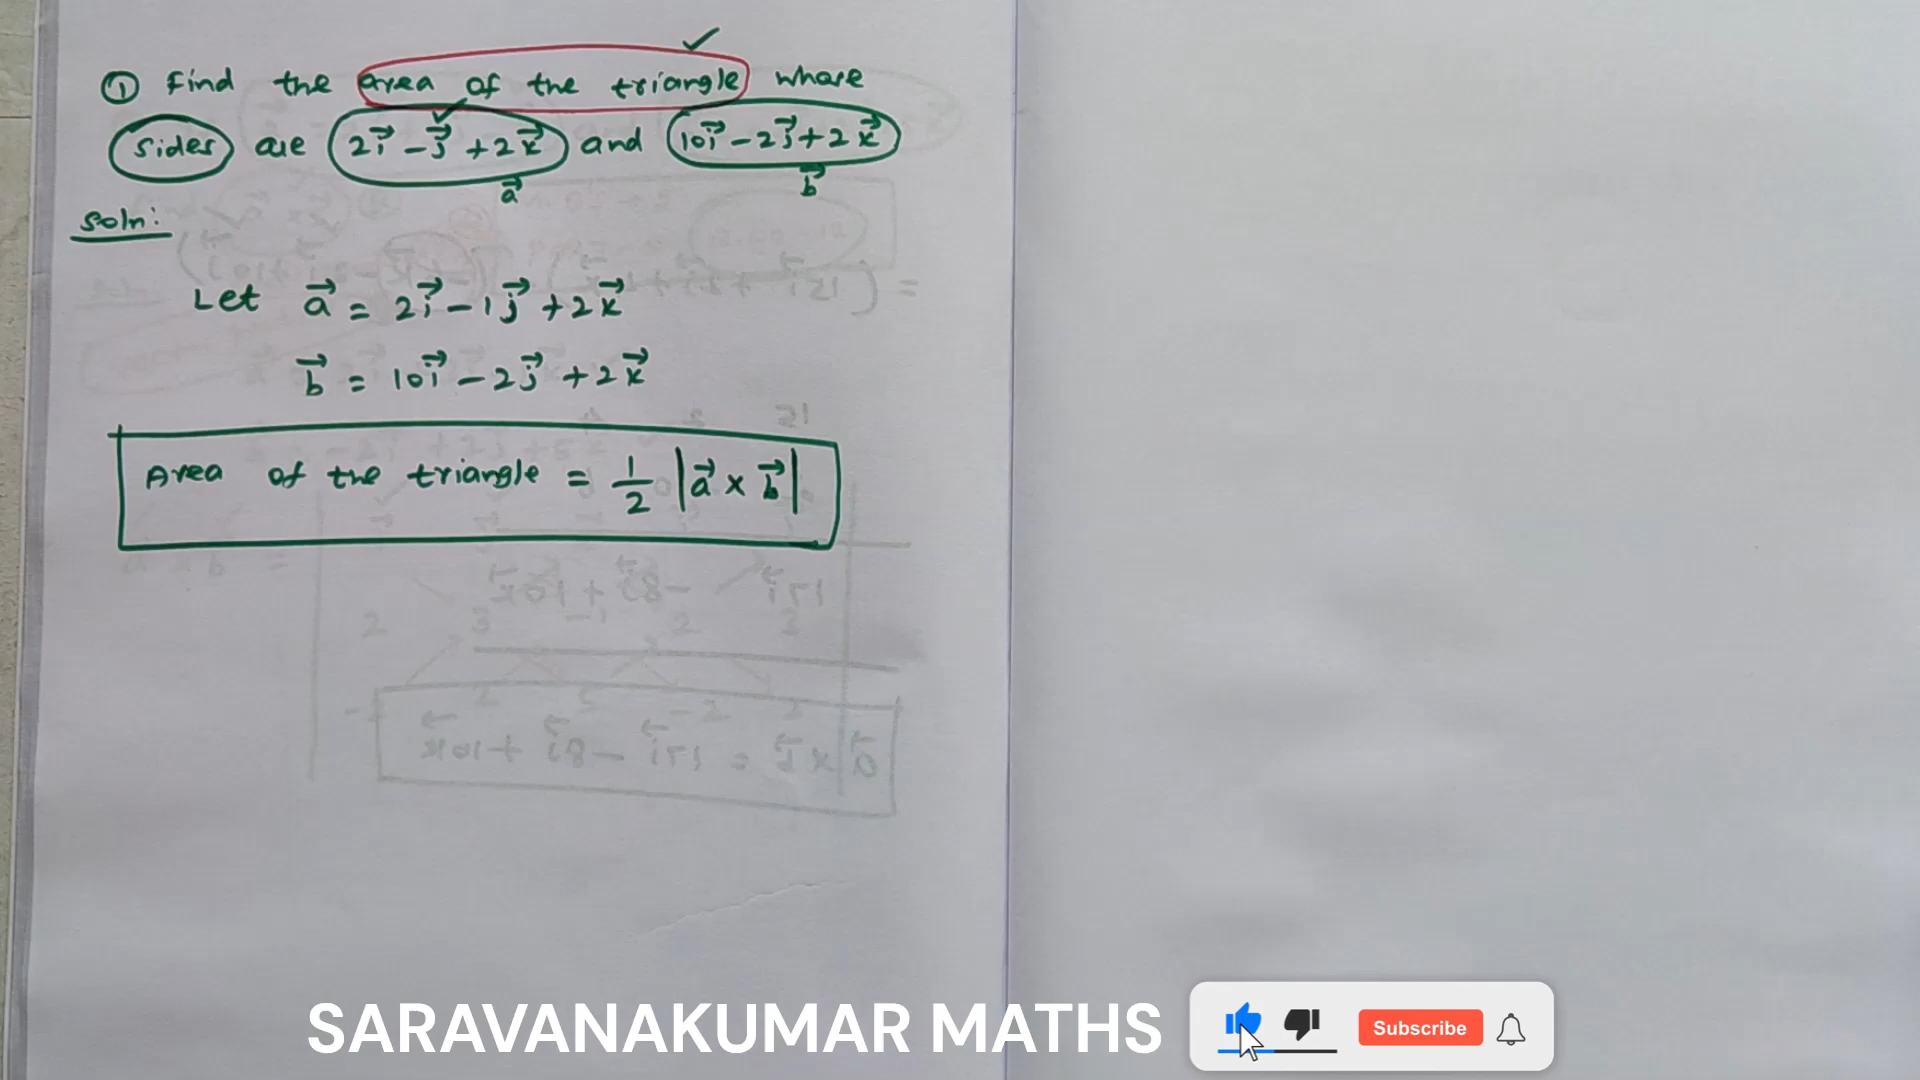 ① Find the area of the triangle whose
sides are 2i⃗ - j⃗ + 2k⃗ and 10i⃗ - 2j⃗ + 2k⃗
a⃗ b⃗
Soln:
Let a⃗ = 2i⃗ - 1j⃗ + 2k⃗
b⃗ = 10i⃗ - 2j⃗ + 2k⃗
Area of the triangle = 1/2 |a⃗ x b⃗|
SARAVANAKUMAR MATHS
Subscribe